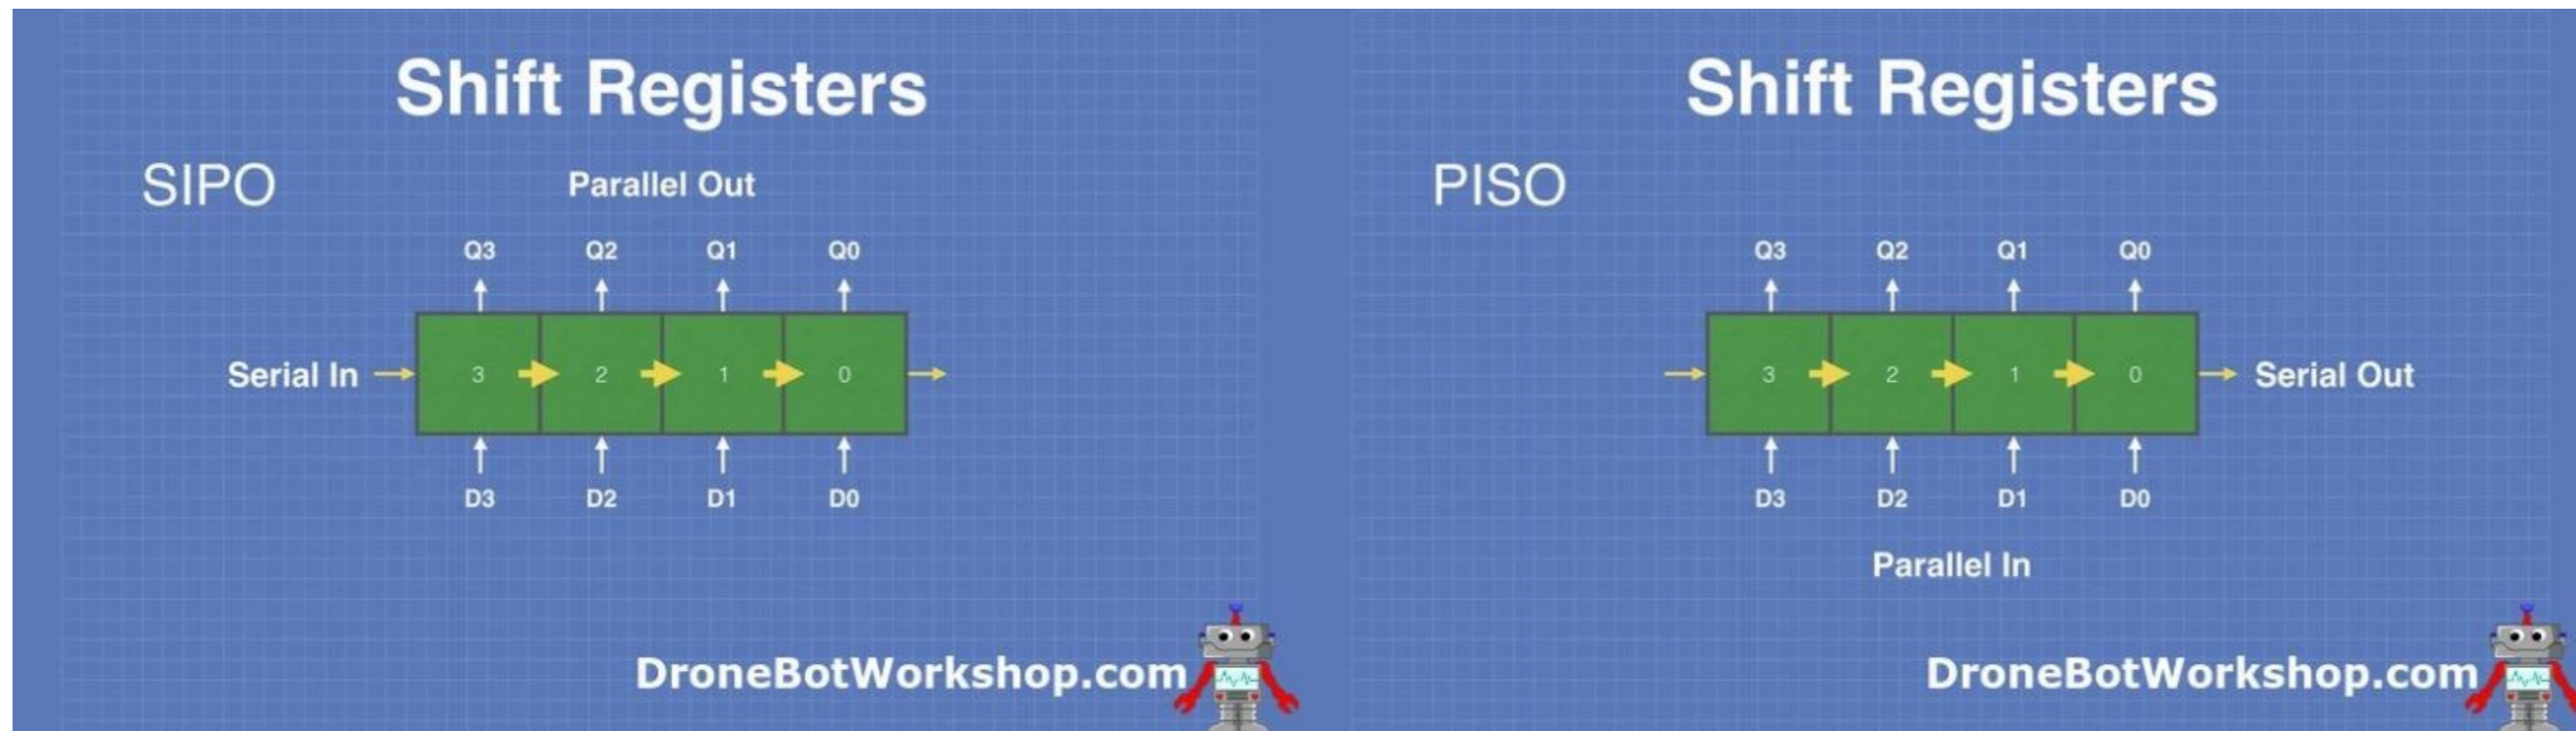 Shift Registers
SIPO
Parallel Out
Q3 Q2 Q1 Q0
Serial In 3 2 1 0
D3 D2 D1 D0
DroneBotWorkshop.com
Shift Registers
PISO
Q3 Q2 Q1 Q0
3 2 1 0 Serial Out
D3 D2 D1 D0
Parallel In
DroneBotWorkshop.com